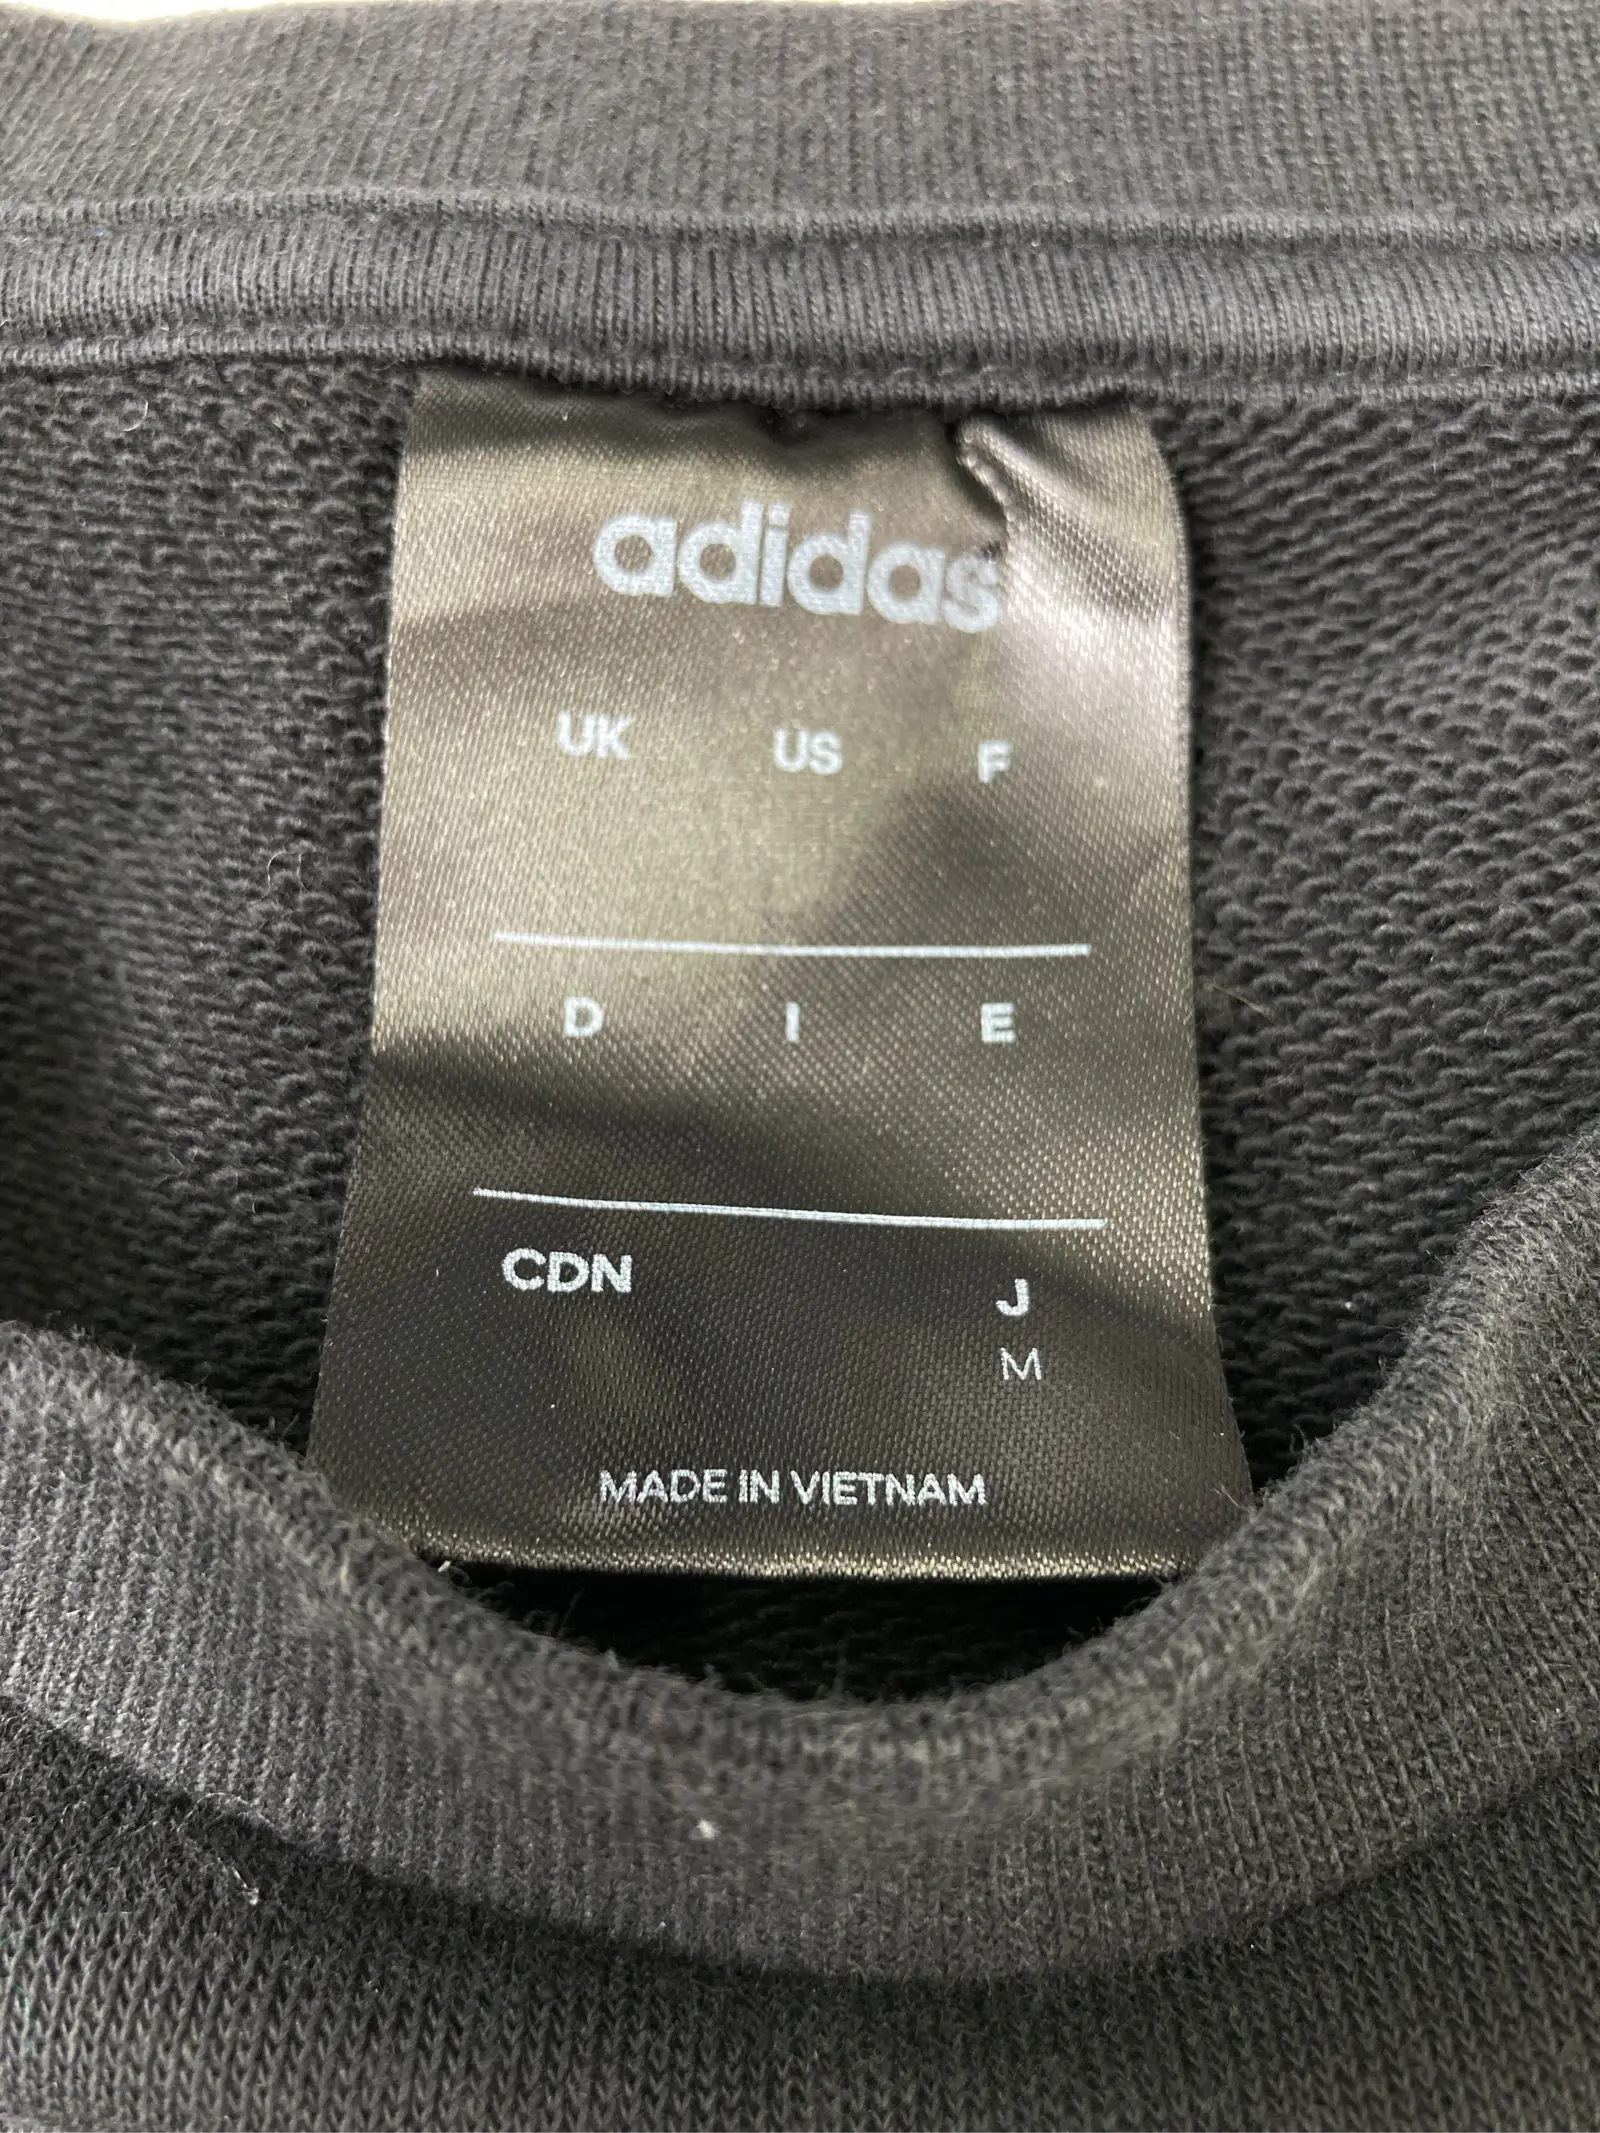 adidas
UK US F
D I E
CDN J
M
MADE IN VIETNAM